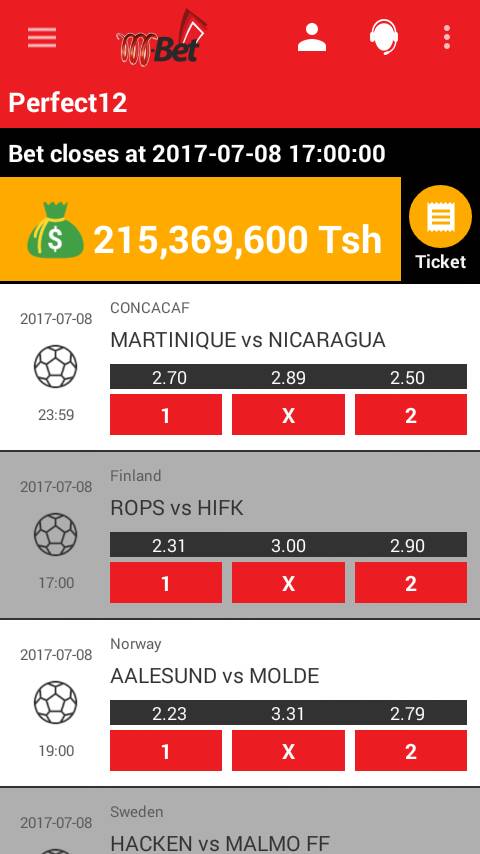 Bet
Perfect12
Bet closes at 2017-07-08 17:00:00
$ 215,369,600 Tsh
Ticket
CONCACAF
2017-07-08
MARTINIQUE vs NICARAGUA
2.70 2.89 2.50
23:59 1 X 2
Finland
2017-07-08
ROPS vs HIFK
2.31 3.00 2.90
17:00 1 X 2
Norway
2017-07-08
AALESUND vs MOLDE
2.23 3.31 2.79
19:00 1 X 2
Sweden
2017-07-08
HACKEN vs MALMO FF